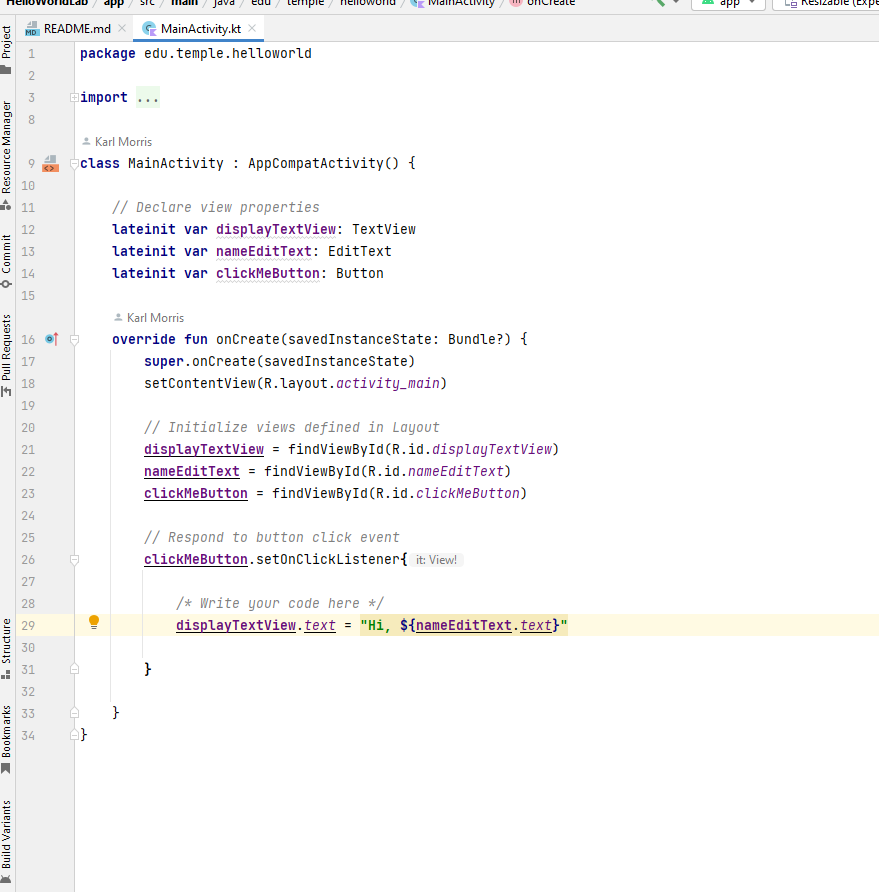 HelloWorldLab / app / src / main / java / edu / temple / helloworld / MainActivity / onCreate
app
Resizable (Expe
README.md
MainActivity.kt
Project
Resource Manager
Commit
Pull Requests
Structure
Bookmarks
Build Variants
1 package edu.temple.helloworld
2
3 import ...
8
Karl Morris
9 class MainActivity : AppCompatActivity() {
10
11 // Declare view properties
12 lateinit var displayTextView: TextView
13 lateinit var nameEditText: EditText
14 lateinit var clickMeButton: Button
15
Karl Morris
16 override fun onCreate(savedInstanceState: Bundle?) {
17 super.onCreate(savedInstanceState)
18 setContentView(R.layout.activity_main)
19
20 // Initialize views defined in Layout
21 displayTextView = findViewById(R.id.displayTextView)
22 nameEditText = findViewById(R.id.nameEditText)
23 clickMeButton = findViewById(R.id.clickMeButton)
24
25 // Respond to button click event
26 clickMeButton.setOnClickListener{ it: View!
27
28 /* Write your code here */
29 displayTextView.text = "Hi, ${nameEditText.text}"
30
31 }
32
33 }
34 }